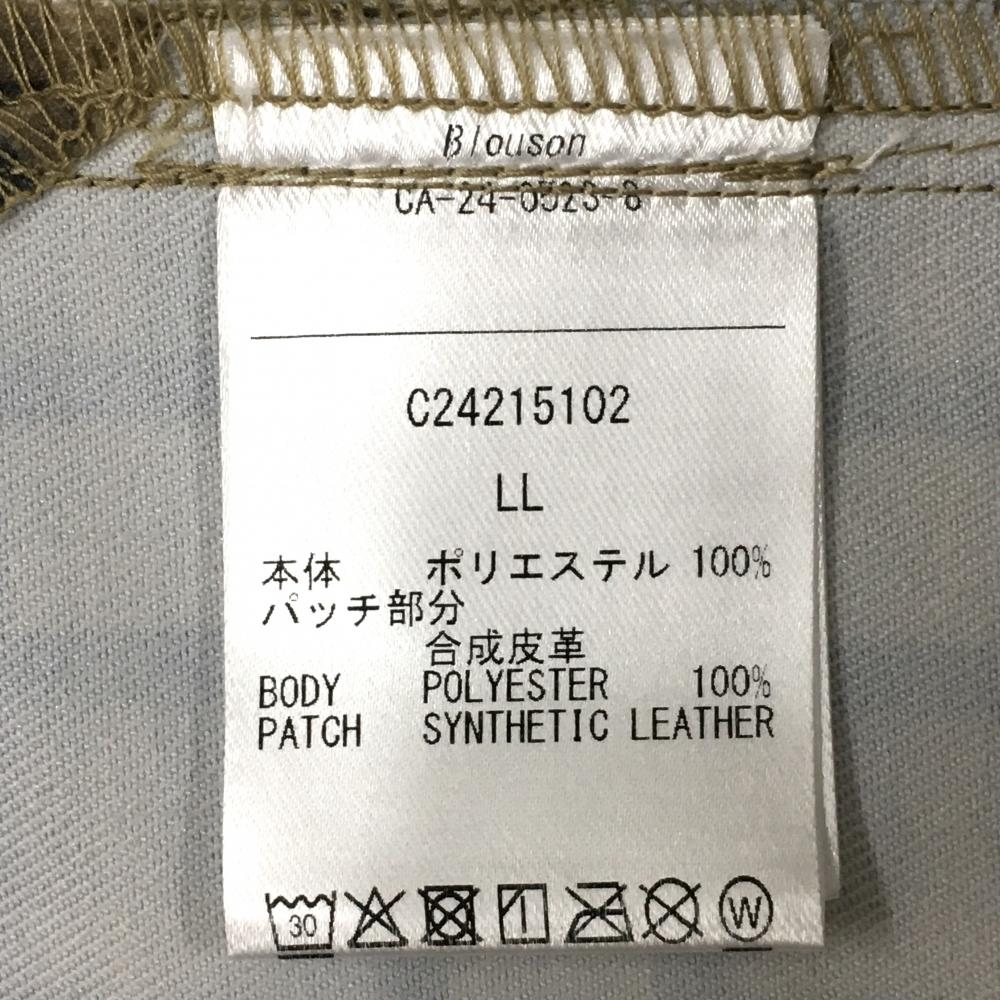 Blouson
CA-24-0523-8
C24215102
LL
本体 ポリエステル 100%
パッチ部分
合成皮革
BODY POLYESTER 100%
PATCH SYNTHETIC LEATHER
30 W